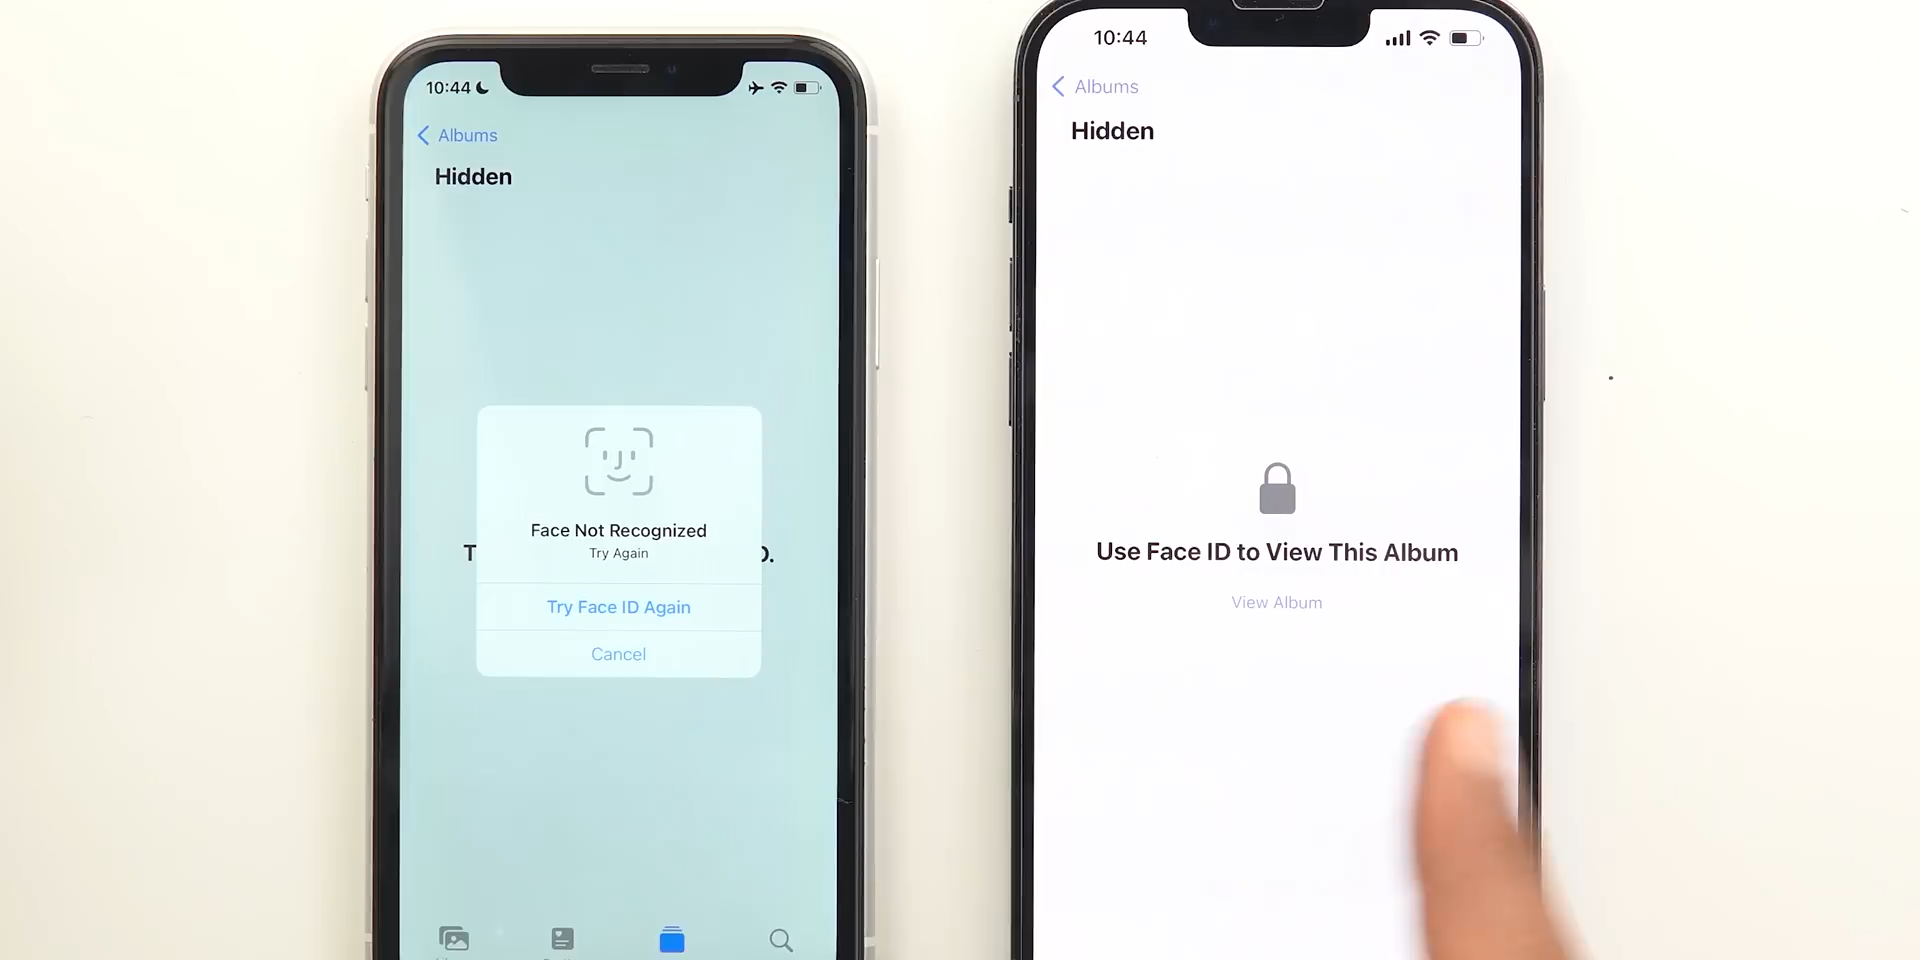 10:44
Albums
Hidden
T
Face Not Recognized
Try Again
D.
Try Face ID Again
Cancel
10:44
Albums
Hidden
Use Face ID to View This Album
View Album